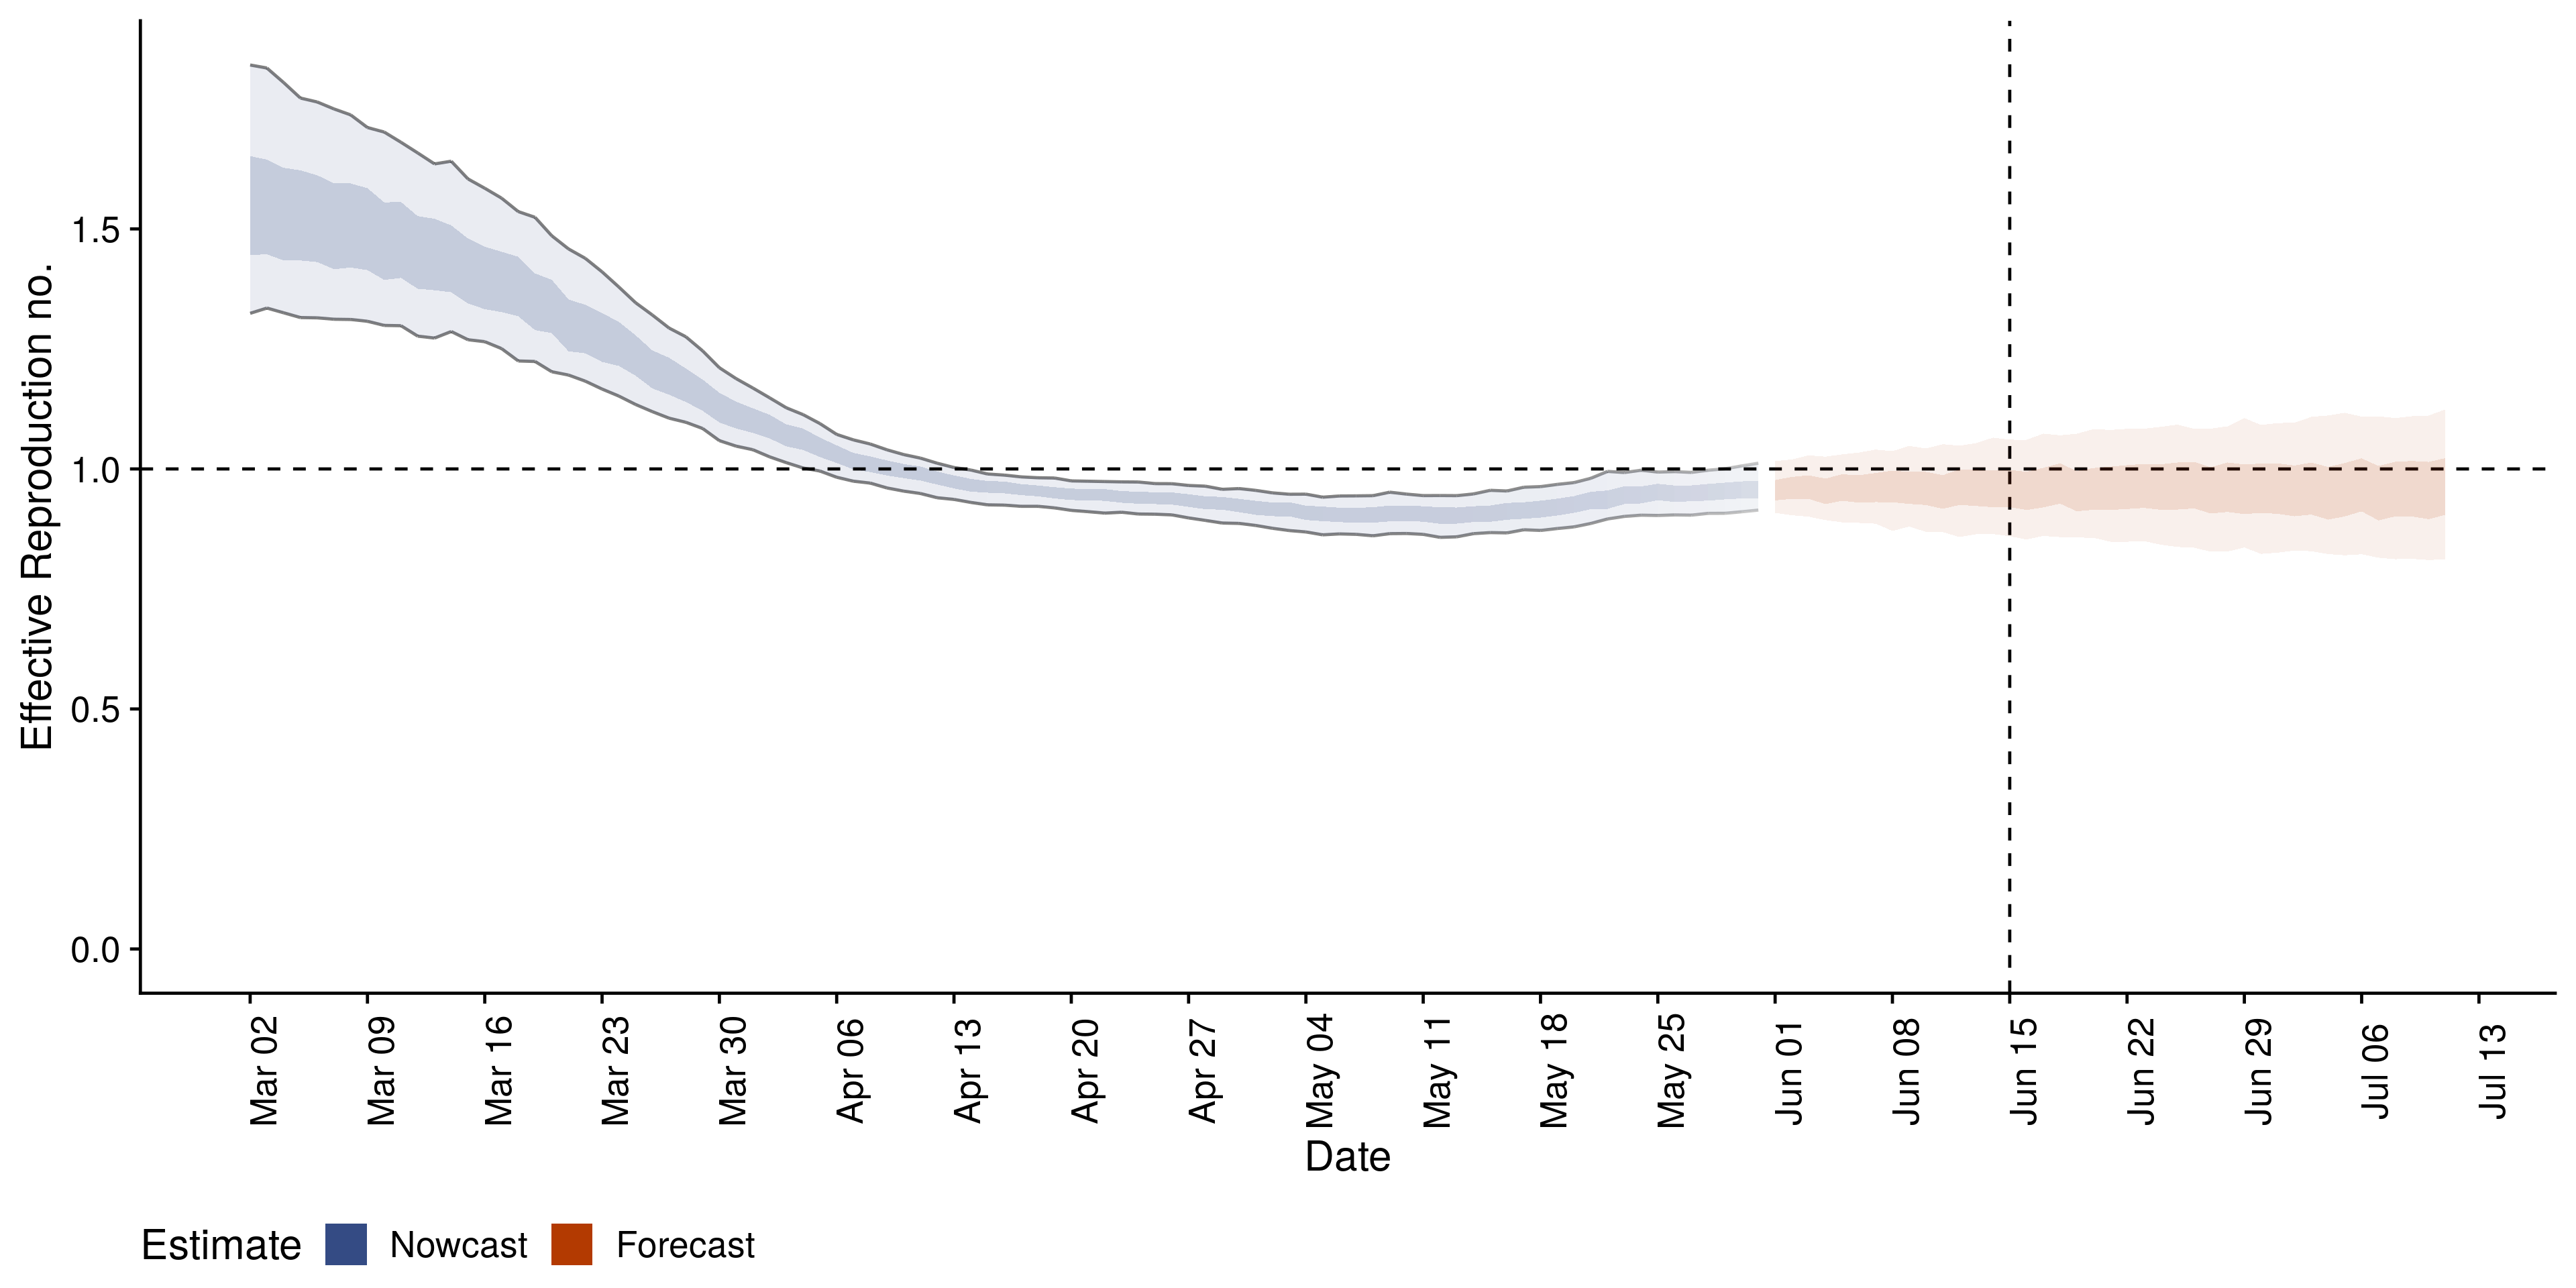 Effective Reproduction no.
1.5
1.0
0.5
0.0
Mar 02
Mar 09
Mar 16
Mar 23
Mar 30
Apr 06
Apr 13
Apr 20
Apr 27
May 04
May 11
May 18
May 25
Jun 01
Jun 08
Jun 15
Jun 22
Jun 29
Jul 06
Jul 13
Date
Estimate Nowcast Forecast